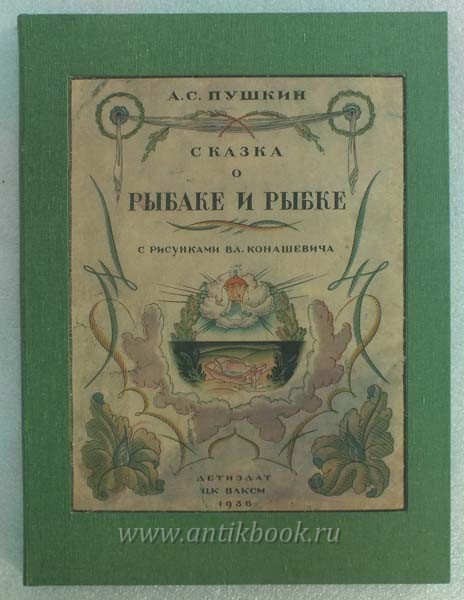 А.С. ПУШКИН
СКАЗКА
О
РЫБАКЕ И РЫБКЕ
С РИСУНКАМИ ВЛ. КОНАШЕВИЧА
ДЕТИЗДАТ
ЦК ВЛКСМ
1936
www.antikbook.ru